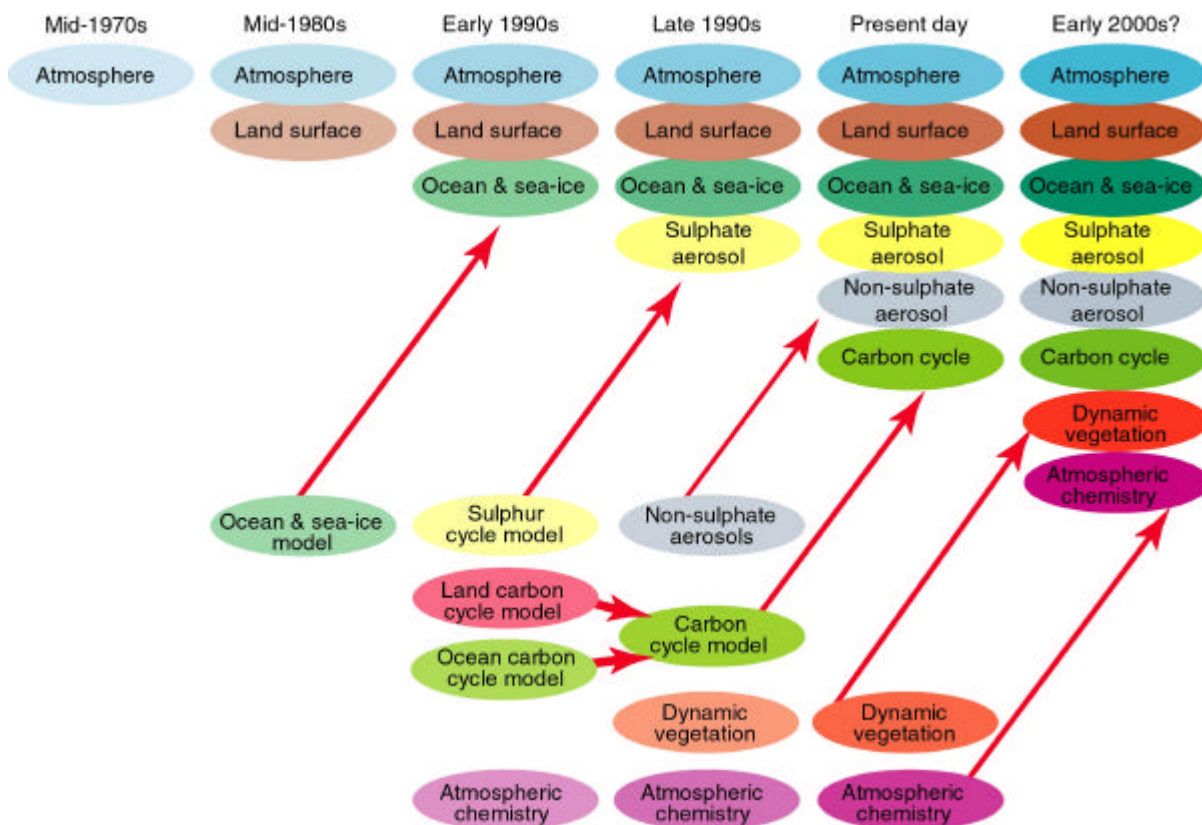 Mid-1970s
Mid-1980s
Early 1990s
Late 1990s
Present day
Early 2000s?
Atmosphere
Atmosphere
Atmosphere
Atmosphere
Atmosphere
Atmosphere
Land surface
Land surface
Land surface
Land surface
Land surface
Ocean & sea-ice
Ocean & sea-ice
Ocean & sea-ice
Ocean & sea-ice
Sulphate
aerosol
Sulphate
aerosol
Sulphate
aerosol
Non-sulphate
aerosol
Non-sulphate
aerosol
Carbon cycle
Carbon cycle
Dynamic
vegetation
Atmospheric
chemistry
Ocean & sea-ice
model
Sulphur
cycle model
Non-sulphate
aerosols
Land carbon
cycle model
Carbon
cycle model
Ocean carbon
cycle model
Dynamic
vegetation
Dynamic
vegetation
Atmospheric
chemistry
Atmospheric
chemistry
Atmospheric
chemistry